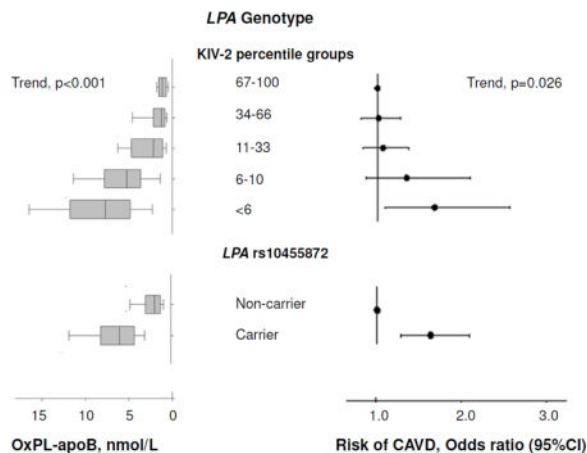 LPA Genotype
KIV-2 percentile groups
Trend, p<0.001
67-100
Trend, p=0.026
34-66
11-33
6-10
<6
LPA rs10455872
Non-carrier
Carrier
15 10 5 0
1.0 2.0 3.0
OxPL-apoB, nmol/L
Risk of CAVD, Odds ratio (95%CI)